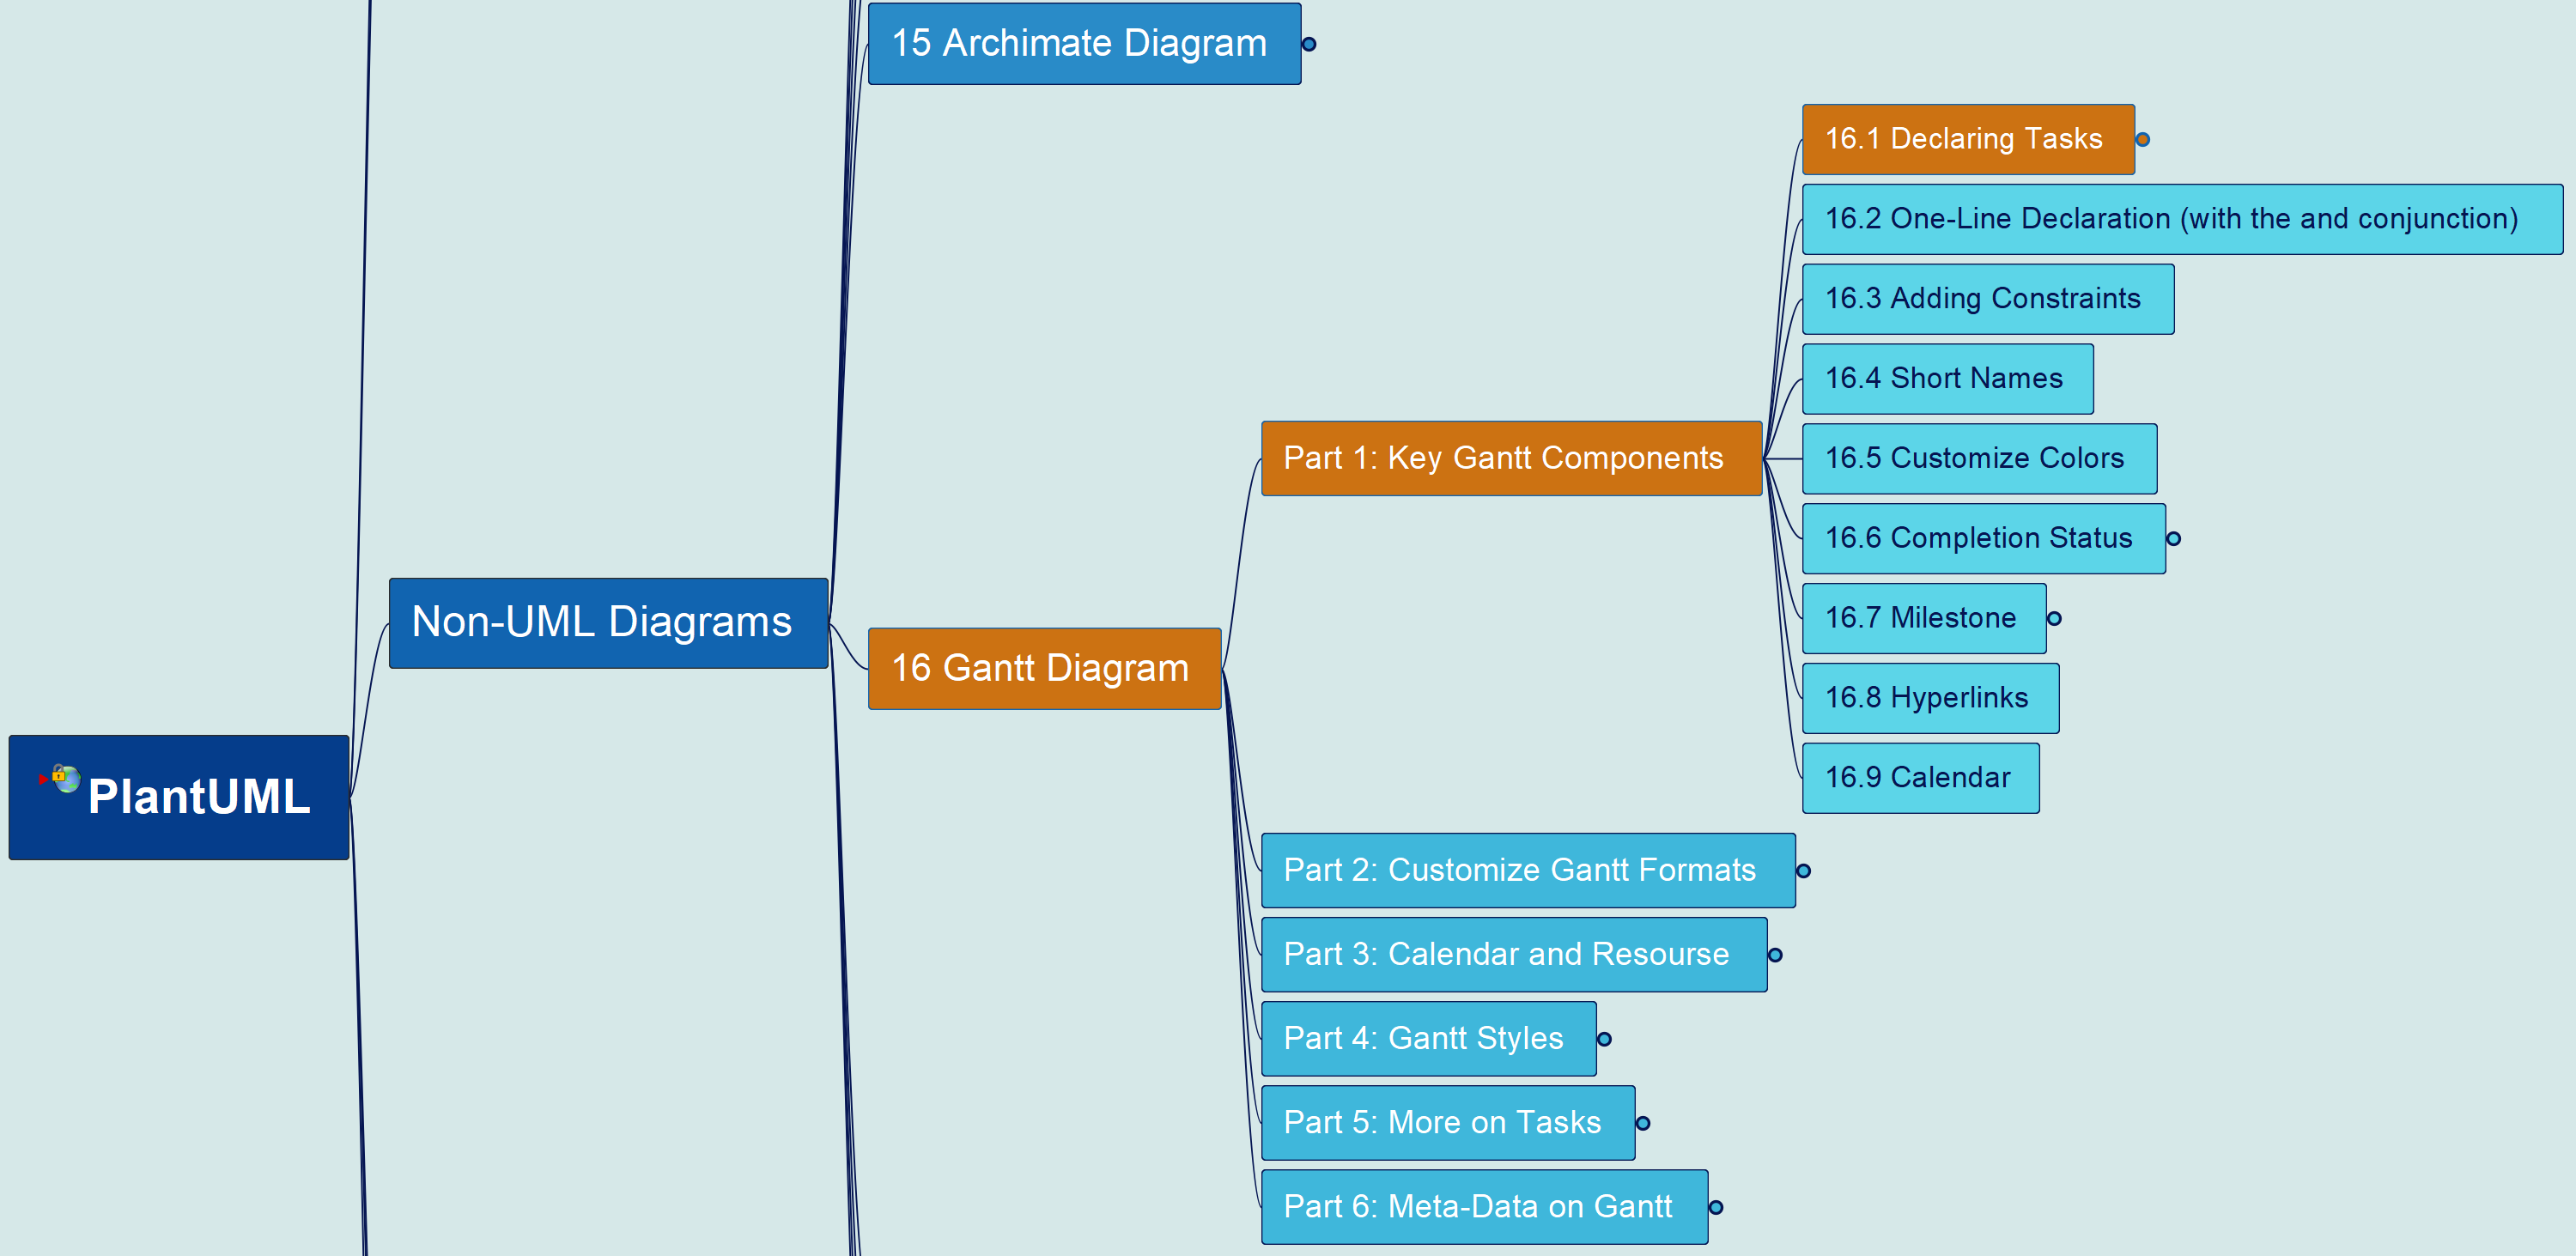 15 Archimate Diagram
16.1 Declaring Tasks
16.2 One-Line Declaration (with the and conjunction)
16.3 Adding Constraints
16.4 Short Names
Part 1: Key Gantt Components
16.5 Customize Colors
16.6 Completion Status
16.7 Milestone
Non-UML Diagrams
16 Gantt Diagram
16.8 Hyperlinks
16.9 Calendar
PlantUML
Part 2: Customize Gantt Formats
Part 3: Calendar and Resourse
Part 4: Gantt Styles
Part 5: More on Tasks
Part 6: Meta-Data on Gantt